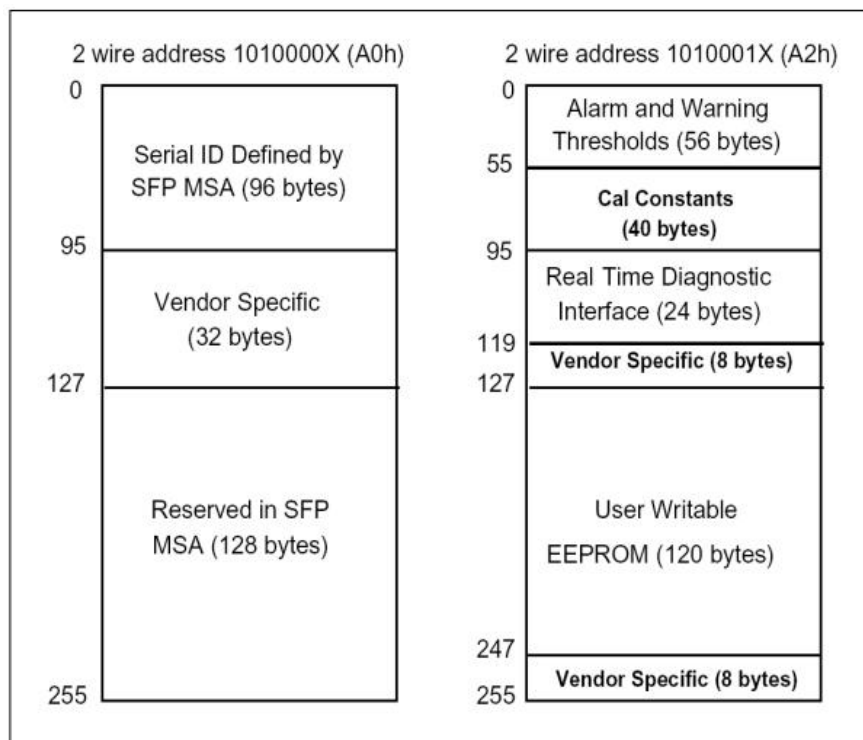 2 wire address 1010000X (A0h)
0
Serial ID Defined by
SFP MSA (96 bytes)
95
Vendor Specific
(32 bytes)
127
Reserved in SFP
MSA (128 bytes)
255
2 wire address 1010001X (A2h)
0
Alarm and Warning
Thresholds (56 bytes)
55
Cal Constants
(40 bytes)
95
Real Time Diagnostic
Interface (24 bytes)
119
Vendor Specific (8 bytes)
127
User Writable
EEPROM (120 bytes)
247
Vendor Specific (8 bytes)
255